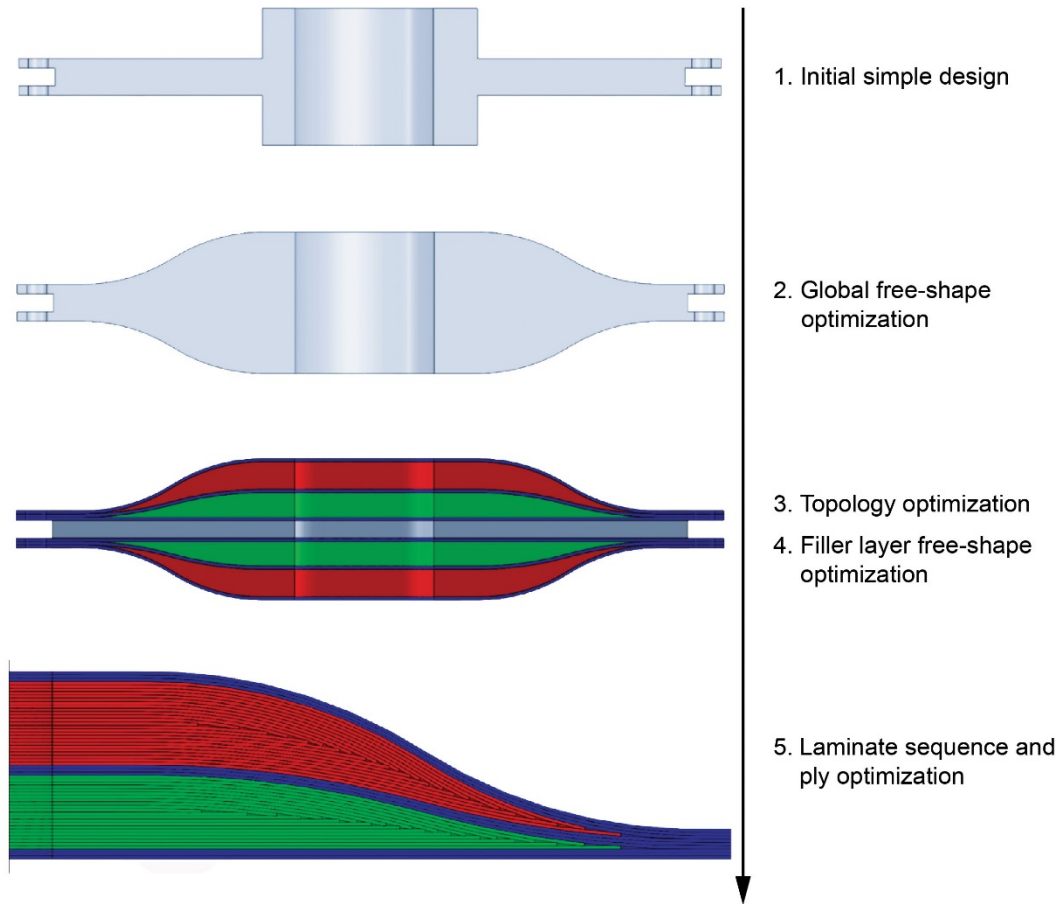 1. Initial simple design
2. Global free-shape
optimization
3. Topology optimization
4. Filler layer free-shape
optimization
5. Laminate sequence and
ply optimization